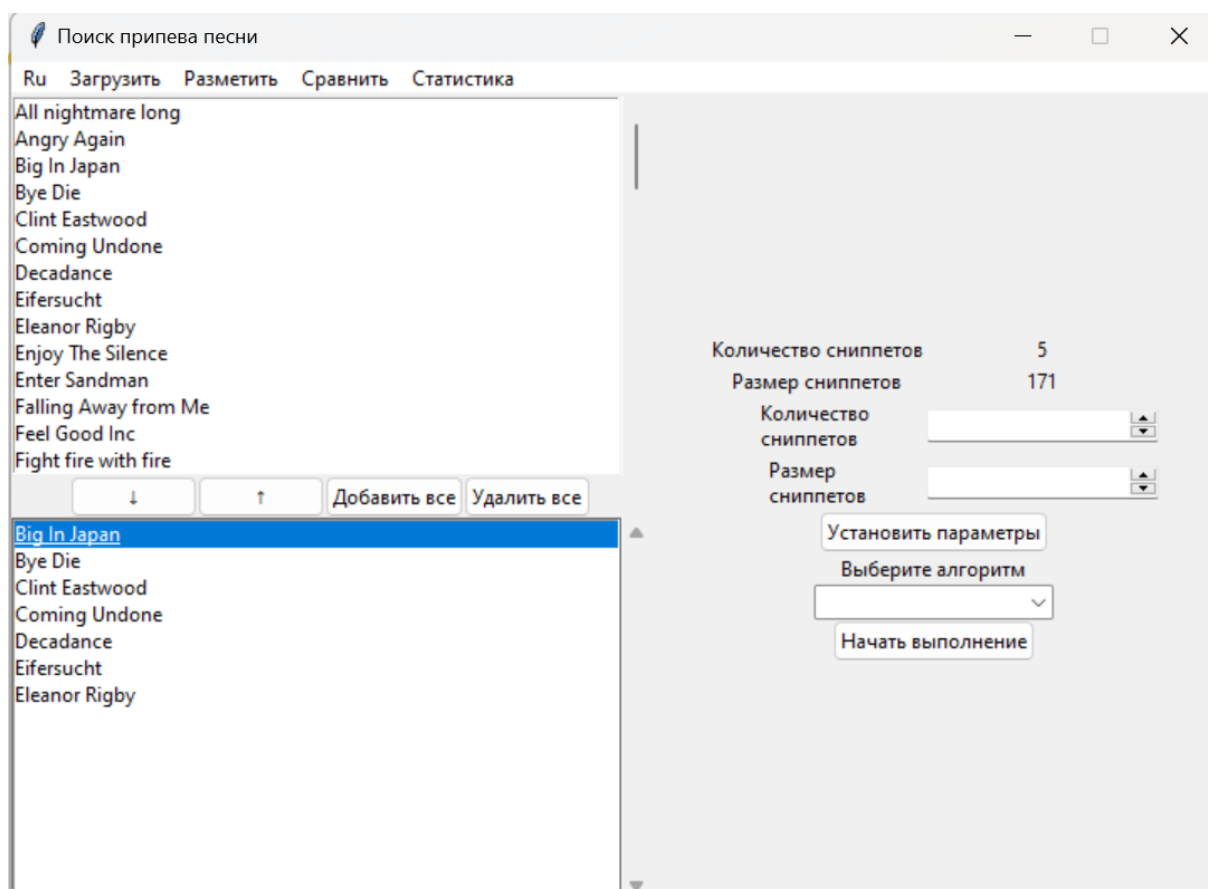 Поиск припева песни
Ru Загрузить Разметить Сравнить Статистика
All nightmare long
Angry Again
Big In Japan
Bye Die
Clint Eastwood
Coming Undone
Decadance
Eifersucht
Eleanor Rigby
Enjoy The Silence
Enter Sandman
Falling Away from Me
Feel Good Inc
Fight fire with fire
↓ ↑ Добавить все Удалить все
Big In Japan
Bye Die
Clint Eastwood
Coming Undone
Decadance
Eifersucht
Eleanor Rigby
Количество сниппетов 5
Размер сниппетов 171
Количество
сниппетов
Размер
сниппетов
Установить параметры
Выберите алгоритм
Начать выполнение